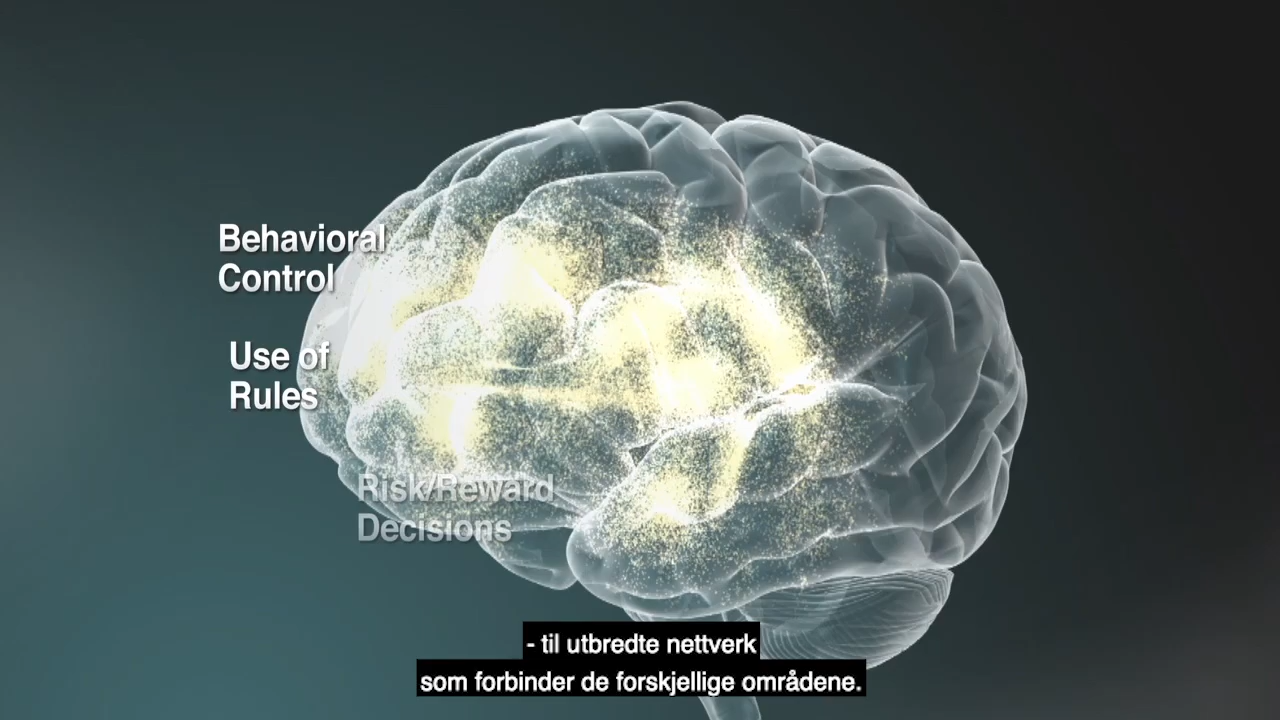 Behavioral
Control
Use of
Rules
Risk/Reward
Decisions
- til utbredte nettverk
som forbinder de forskjellige områdene.